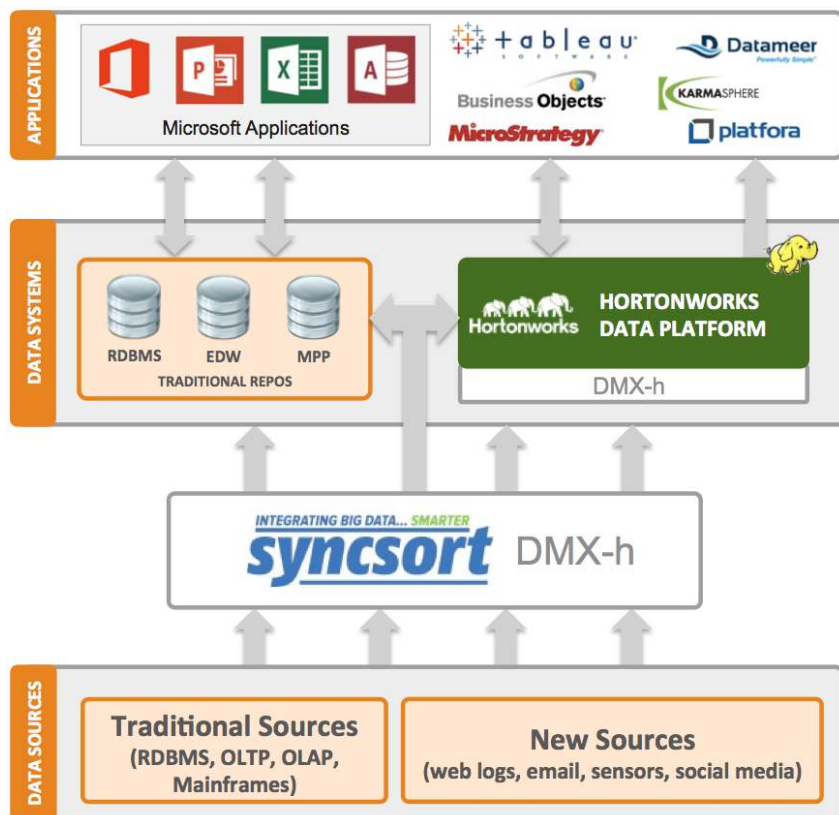 APPLICATIONS
P
X
A
Microsoft Applications
+ a b l e a u
S O F T W A R E
Business Objects
MicroStrategy
Datameer
Powerfully Simple
KARMASPHERE
platfora
DATA SYSTEMS
RDBMS
EDW
MPP
TRADITIONAL REPOS
Hortonworks
HORTONWORKS
DATA PLATFORM
DMX-h
INTEGRATING BIG DATA... SMARTER
syncsort
DMX-h
DATA SOURCES
Traditional Sources
(RDBMS, OLTP, OLAP,
Mainframes)
New Sources
(web logs, email, sensors, social media)